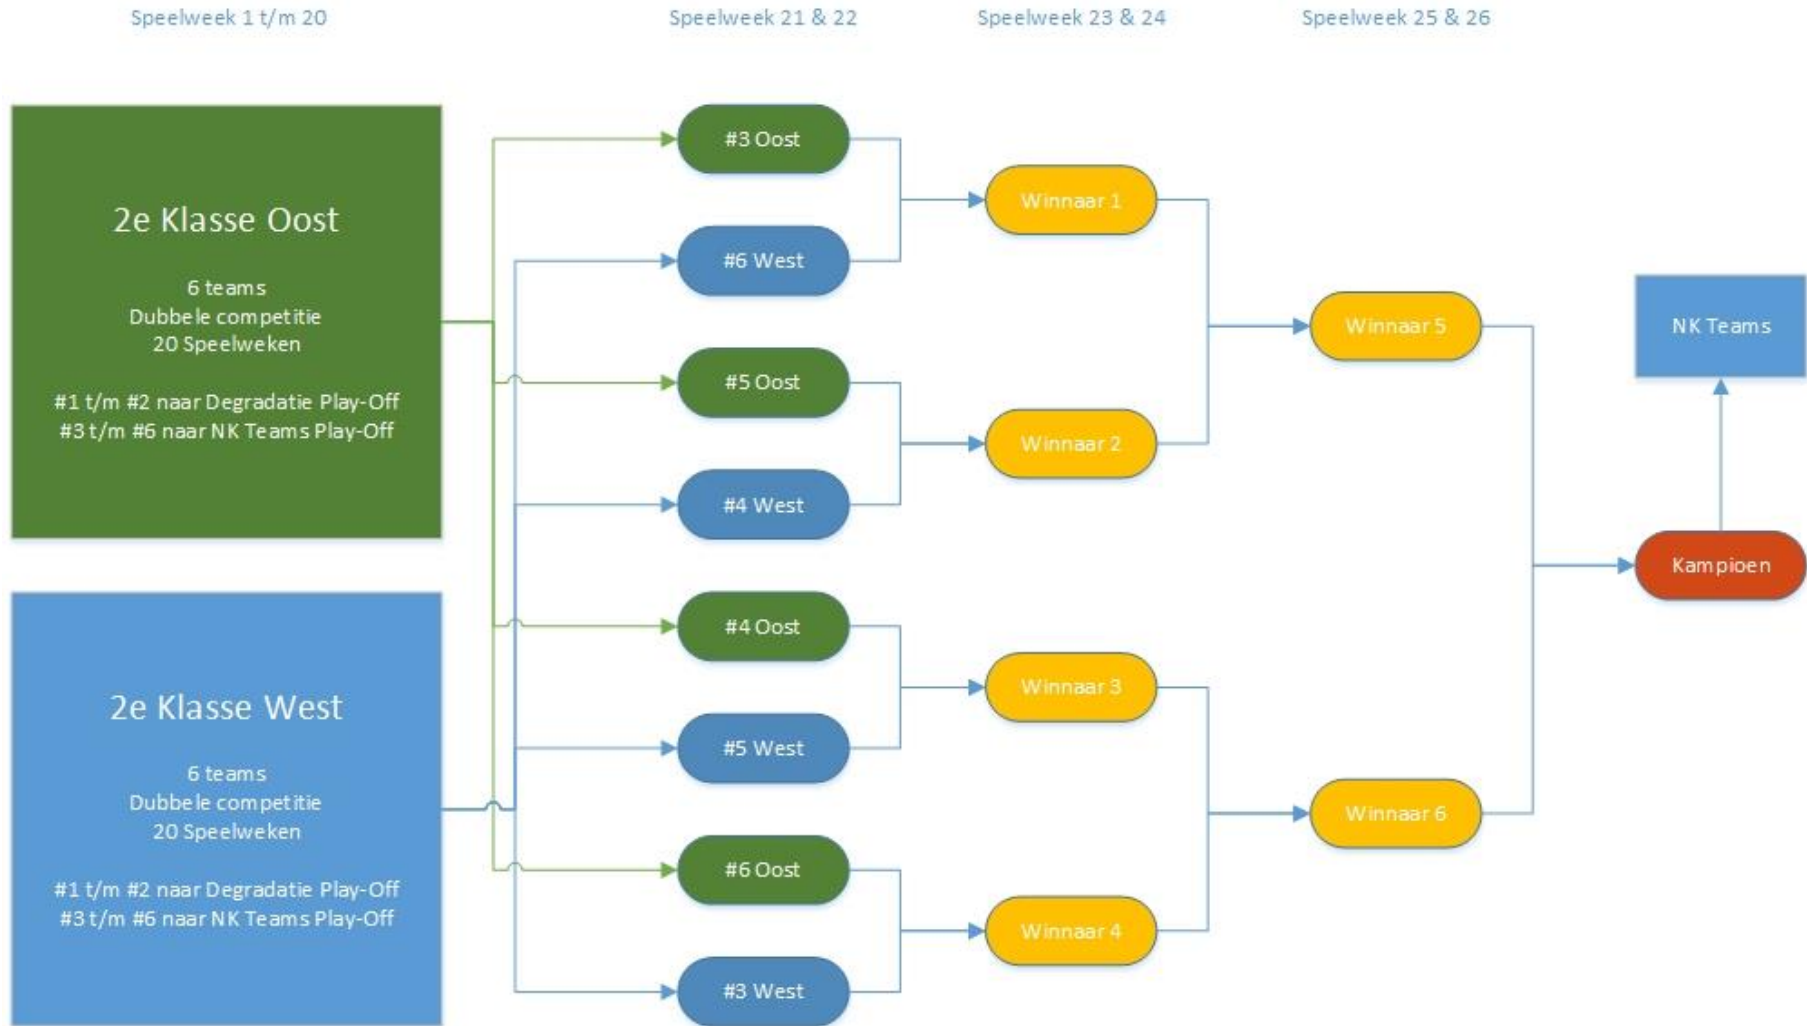 Speelweek 1 t/m 20
Speelweek 21 & 22
Speelweek 23 & 24
Speelweek 25 & 26
2e Klasse Oost
6 teams
Dubbele competitie
20 Speelweken
#1 t/m #2 naar Degradatie Play-Off
#3 t/m #6 naar NK Teams Play-Off
2e Klasse West
6 teams
Dubbele competitie
20 Speelweken
#1 t/m #2 naar Degradatie Play-Off
#3 t/m #6 naar NK Teams Play-Off
#3 Oost
#6 West
#5 Oost
#4 West
#4 Oost
#5 West
#6 Oost
#3 West
Winnaar 1
Winnaar 2
Winnaar 3
Winnaar 4
Winnaar 5
Winnaar 6
NK Teams
Kampioen